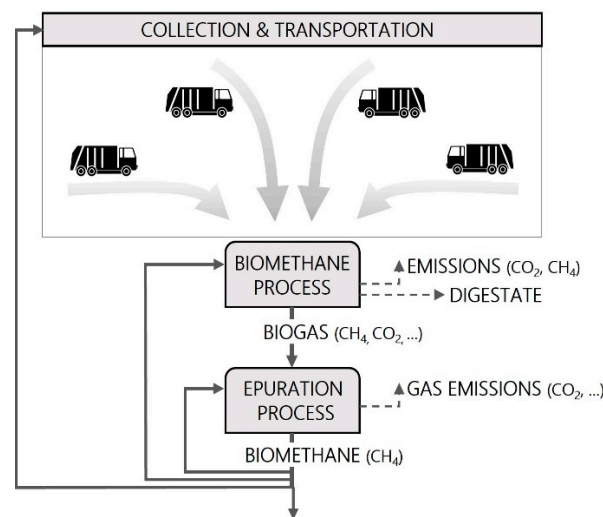 COLLECTION & TRANSPORTATION
BIOMETHANE
PROCESS
EMISSIONS (CO₂, CH₄)
DIGESTATE
BIOGAS (CH₄, CO₂, ...)
EPURATION
PROCESS
GAS EMISSIONS (CO₂, ...)
BIOMETHANE (CH₄)